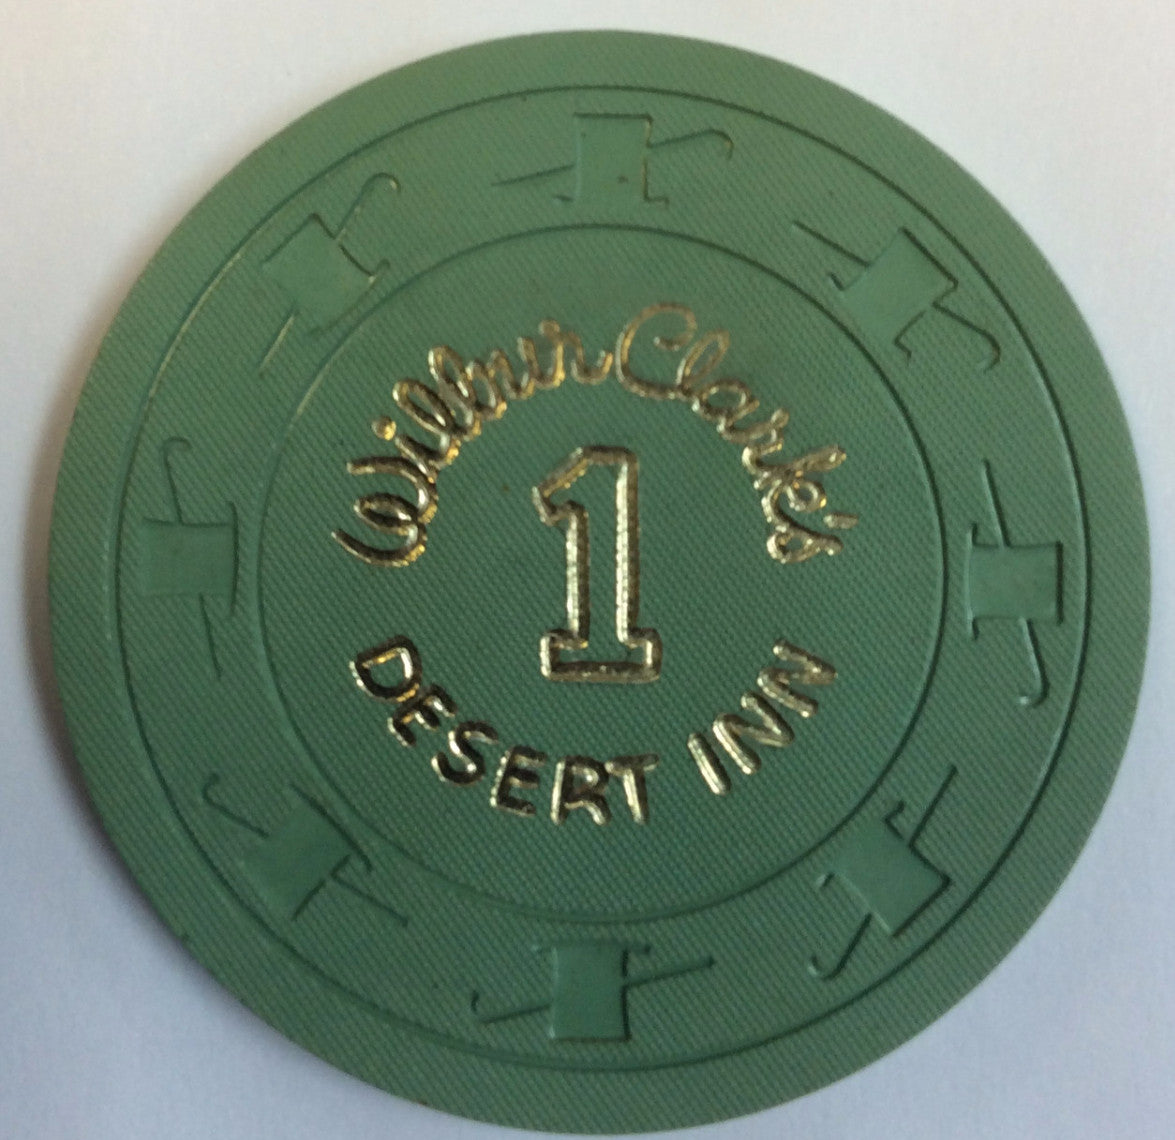 Wilbur Clark's
1
DESERT INN